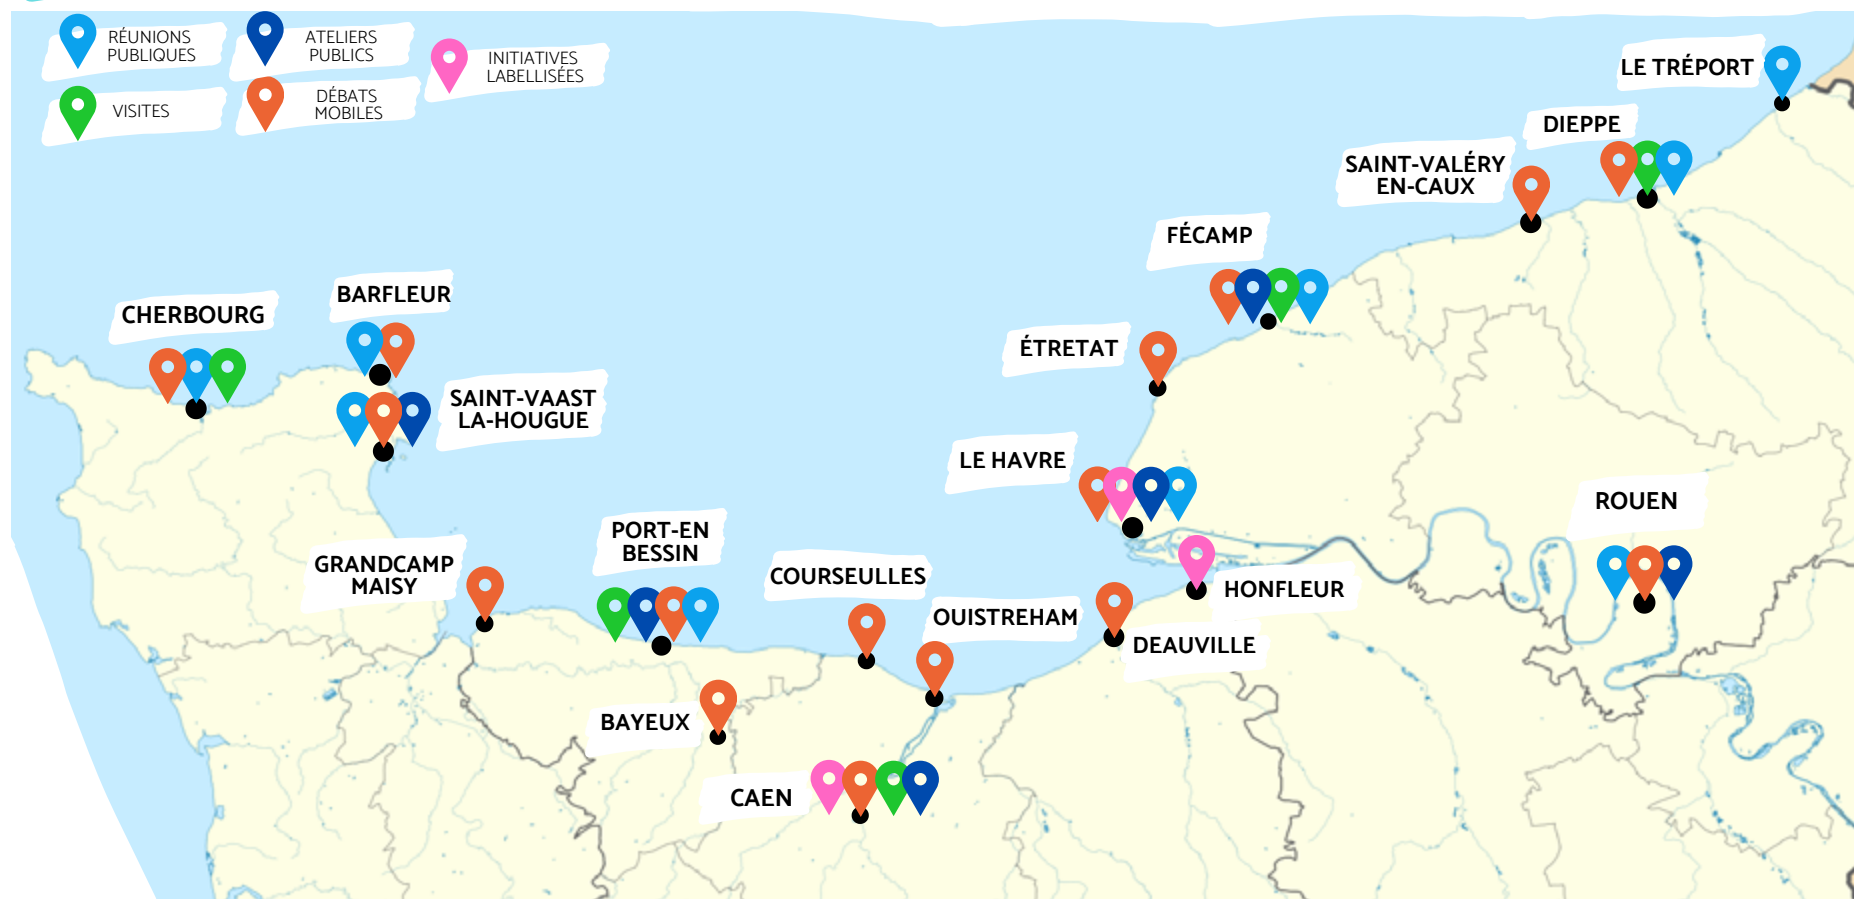 RÉUNIONS
PUBLIQUES
ATELIERS
PUBLICS
INITIATIVES
LABELLISÉES
VISITES
DÉBATS
MOBILES
LE TRÉPORT
DIEPPE
SAINT-VALÉRY
EN-CAUX
FÉCAMP
BARFLEUR
CHERBOURG
ÉTRETAT
SAINT-VAAST
LA-HOUGUE
LE HAVRE
ROUEN
PORT-EN
BESSIN
GRANDCAMP
MAISY
COURSEULLES
HONFLEUR
OUISTREHAM
DEAUVILLE
BAYEUX
CAEN